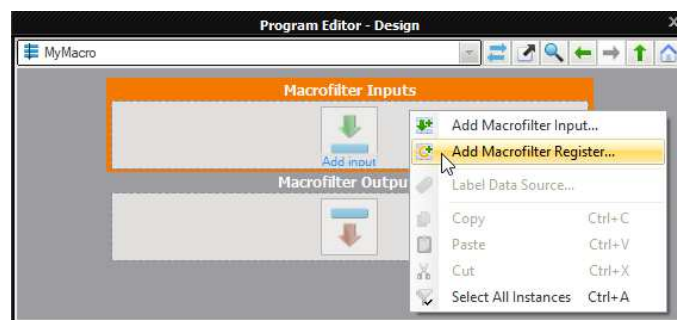 Program Editor - Design
MyMacro
Macrofilter Inputs
Add input
Macrofilter Outpu
Add Macrofilter Input...
Add Macrofilter Register...
Label Data Source...
Copy Ctrl+C
Paste Ctrl+V
Cut Ctrl+X
Select All Instances Ctrl+A